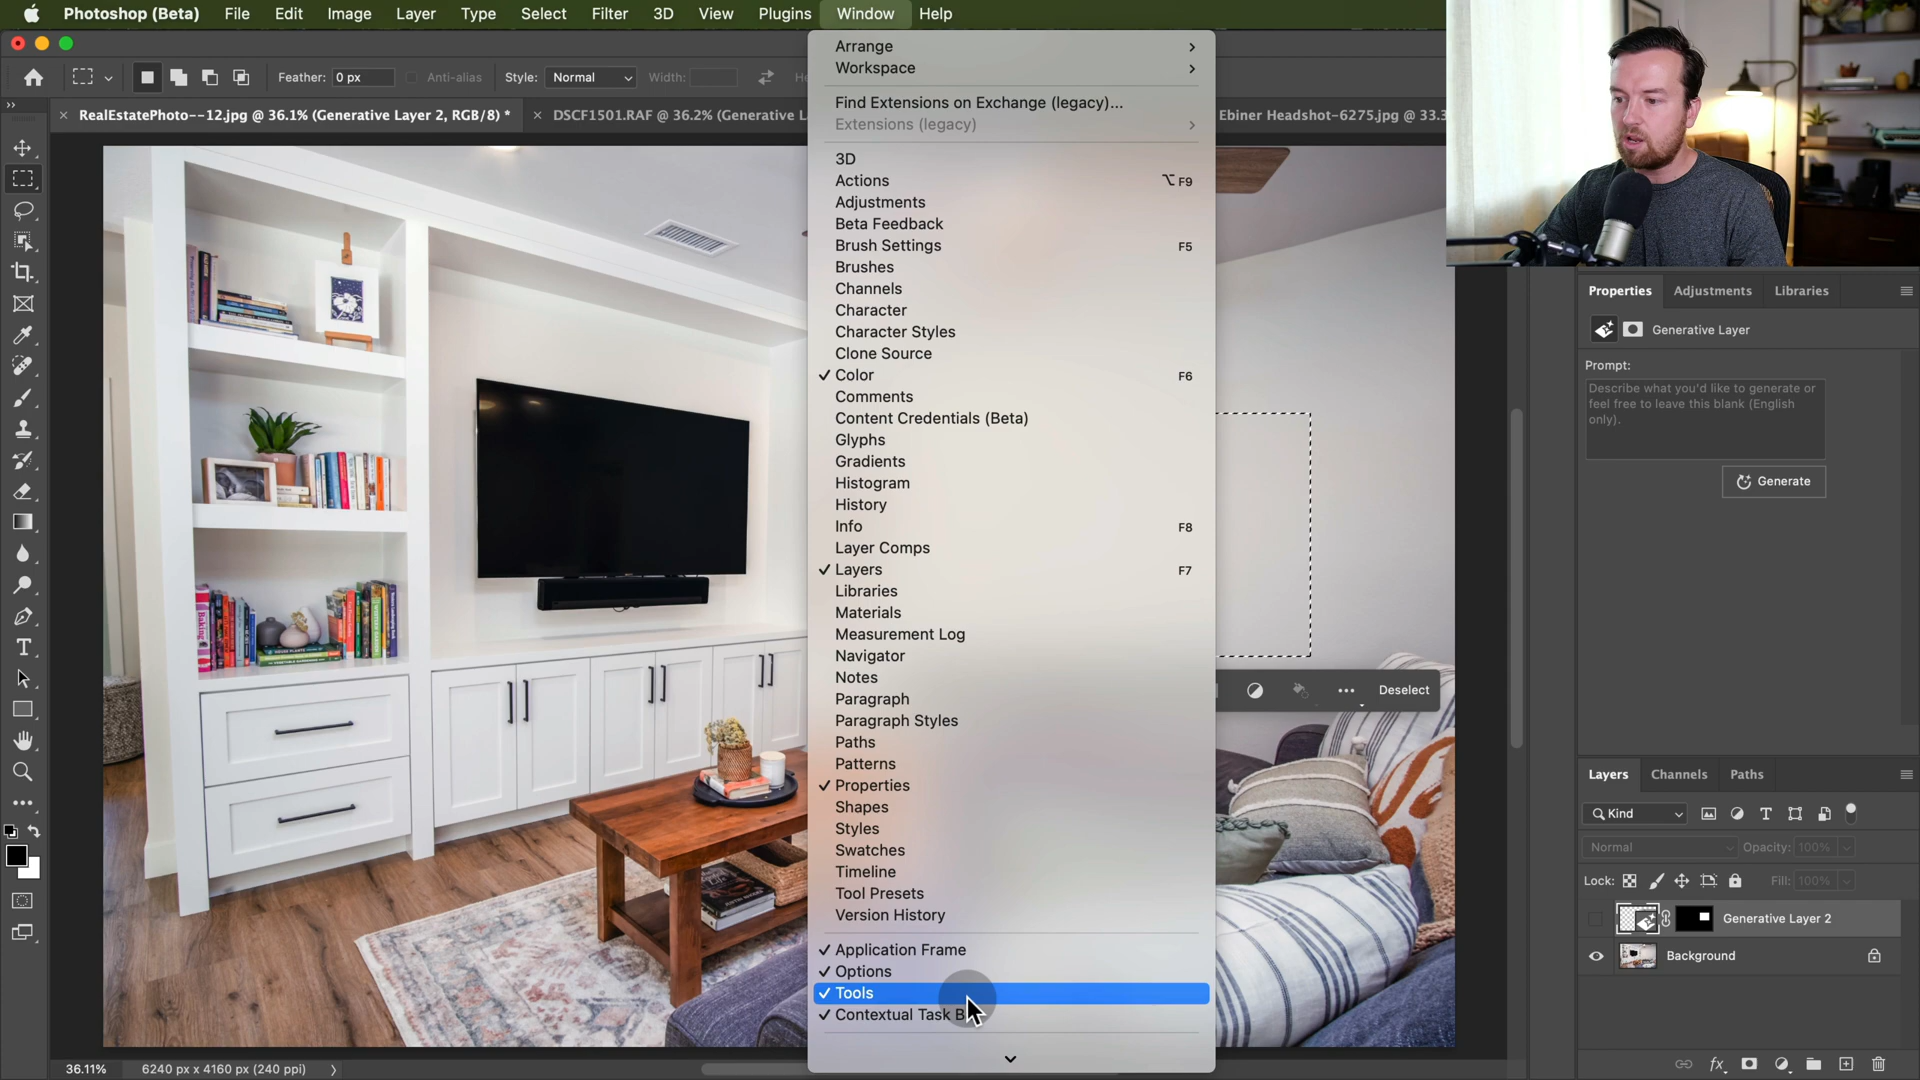 Photoshop (Beta) File Edit Image Layer Type Select Filter 3D View Plugins Window Help
Feather: 0 px Anti-alias Style: Normal Width: He
RealEstatePhoto--12.jpg @ 36.1% (Generative Layer 2, RGB/8) *
DSCF1501.RAF @ 36.2% (Generative L
Ebiner Headshot-6275.jpg @ 33.3
Arrange
Workspace
Find Extensions on Exchange (legacy)...
Extensions (legacy)
3D
Actions ⌥ F9
Adjustments
Beta Feedback
Brush Settings F5
Brushes
Channels
Character
Character Styles
Clone Source
✓ Color F6
Comments
Content Credentials (Beta)
Glyphs
Gradients
Histogram
History
Info F8
Layer Comps
✓ Layers F7
Libraries
Materials
Measurement Log
Navigator
Notes
Paragraph
Paragraph Styles
Paths
Patterns
✓ Properties
Shapes
Styles
Swatches
Timeline
Tool Presets
Version History
✓ Application Frame
✓ Options
✓ Tools
✓ Contextual Task B
Deselect
Properties Adjustments Libraries
Generative Layer
Prompt:
Describe what you'd like to generate or
feel free to leave this blank (English
only).
Generate
Layers Channels Paths
Kind
Normal Opacity: 100%
Lock: Fill: 100%
Generative Layer 2
Background
fx
36.11% 6240 px x 4160 px (240 ppi)